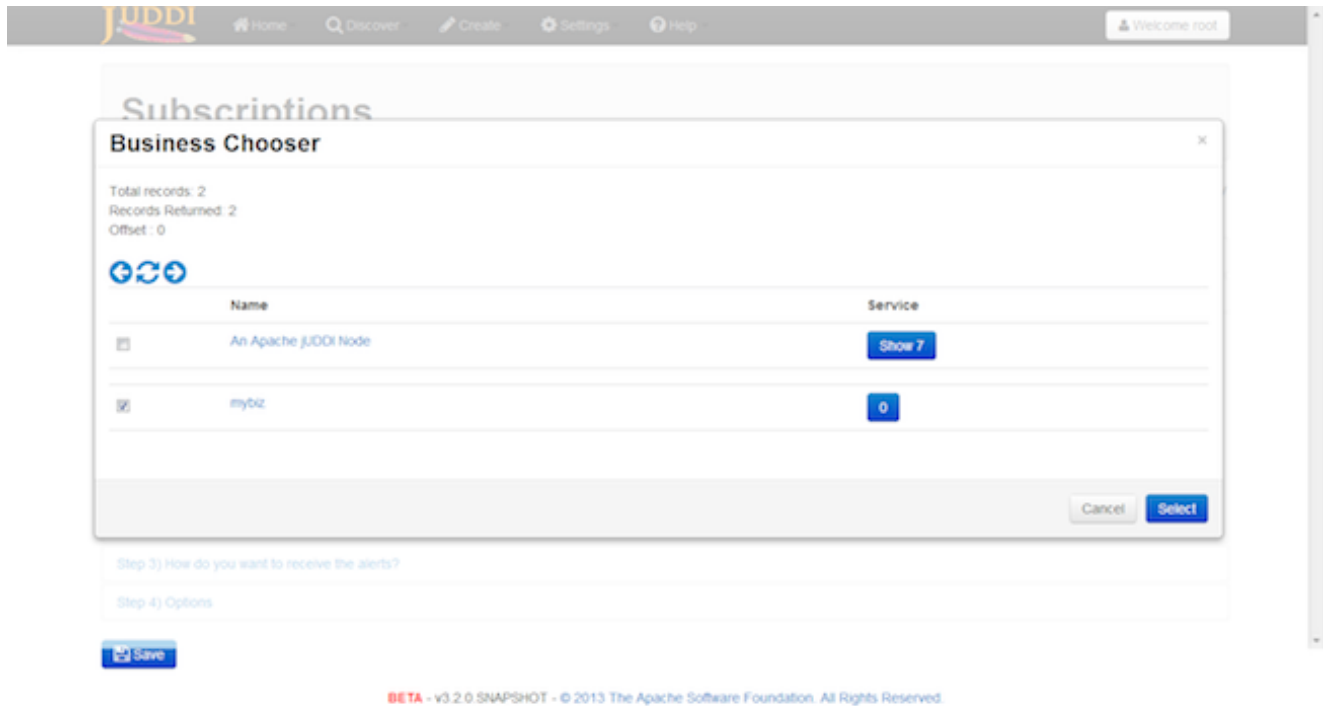 jUDDI Home Discover Create Settings Help Welcome root
Subscriptions
Business Chooser ×
Total records: 2
Records Returned: 2
Offset : 0
Name Service
An Apache jUDDI Node Show 7
mybiz 0
Cancel Select
Step 3) How do you want to receive the alerts?
Step 4) Options
Save
BETA - v3.2.0.SNAPSHOT - © 2013 The Apache Software Foundation. All Rights Reserved.